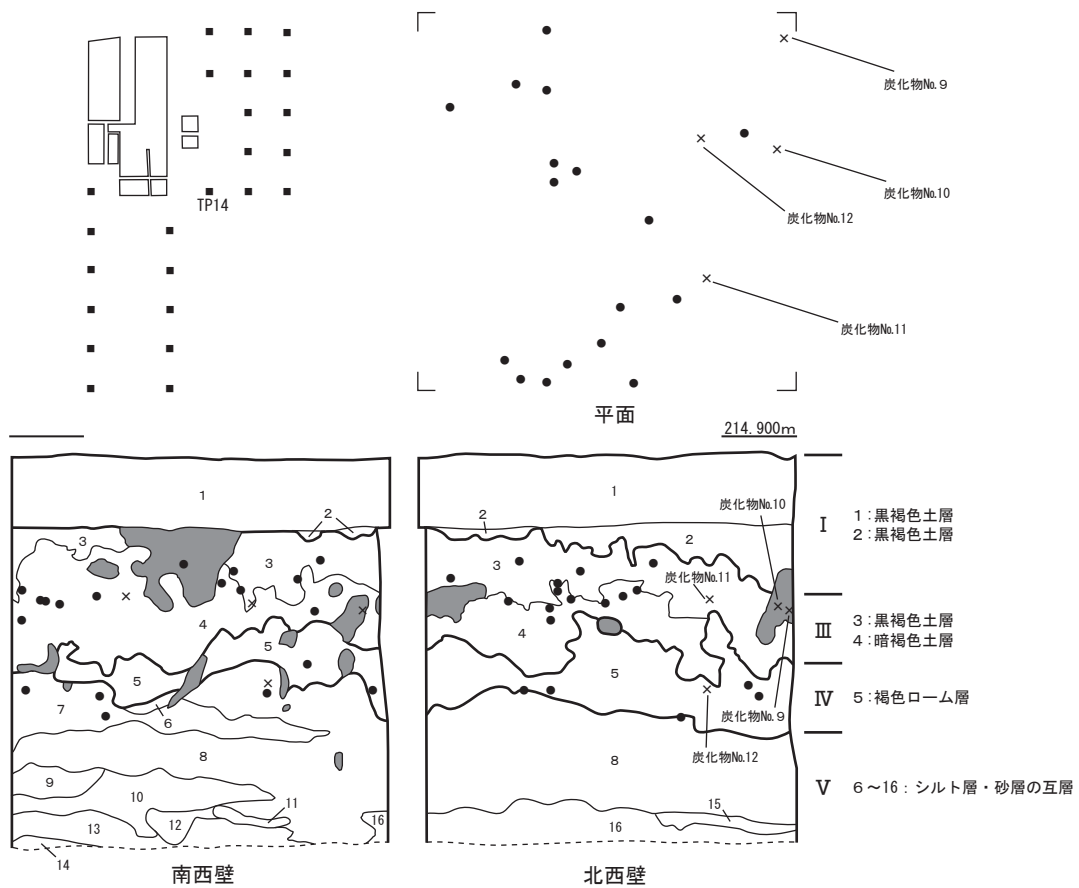 TP14
炭化物No.9
炭化物No.10
炭化物No.12
炭化物No.11
平面
214.900m
1
2
3
3
4
5
5
6
7
8
9
10
11
12
13
14
16
南西壁
1
2
2
3
4
5
8
15
16
炭化物No.10
炭化物No.11
炭化物No.9
炭化物No.12
北西壁
Ⅰ
1：黒褐色土層
2：黒褐色土層
Ⅲ
3：黒褐色土層
4：暗褐色土層
Ⅳ
5：褐色ローム層
Ⅴ
6～16：シルト層・砂層の互層